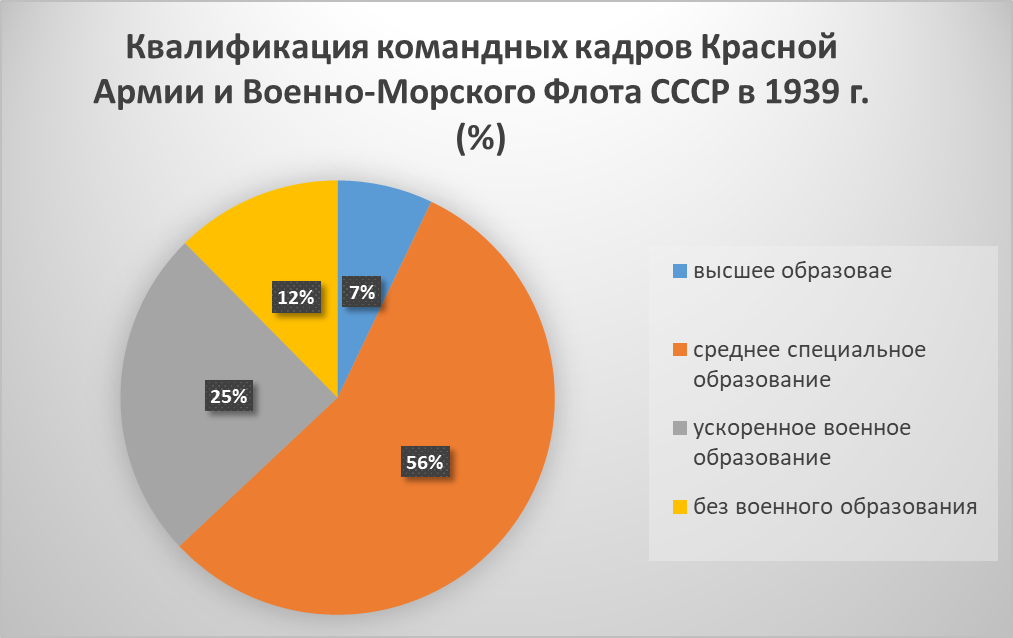 Квалификация командных кадров Красной
Армии и Военно-Морского Флота СССР в 1939 г.
(%)
12%
7%
25%
56%
высшее образовае
среднее специальное
образование
ускоренное военное
образование
без военного образования